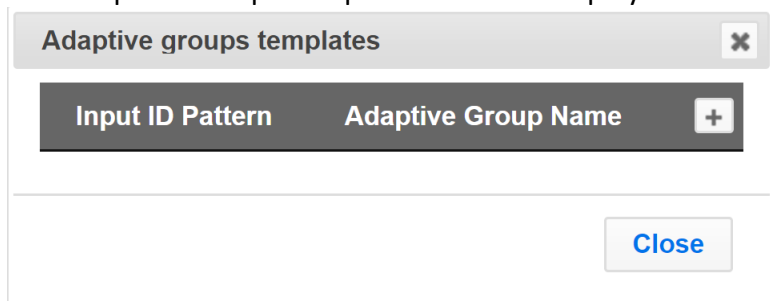 Adaptive groups templates
Input ID Pattern Adaptive Group Name +
Close